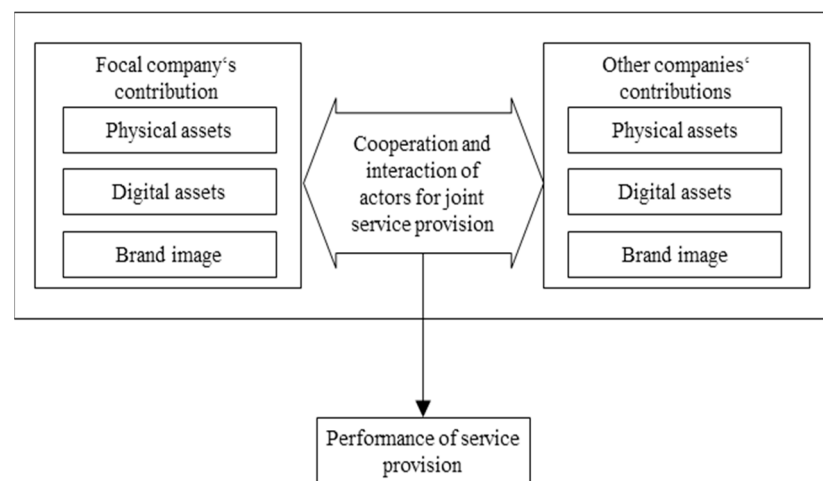 Focal company‘s
contribution
Physical assets
Digital assets
Brand image
Cooperation and
interaction of
actors for joint
service provision
Other companies‘
contributions
Physical assets
Digital assets
Brand image
Performance of service
provision